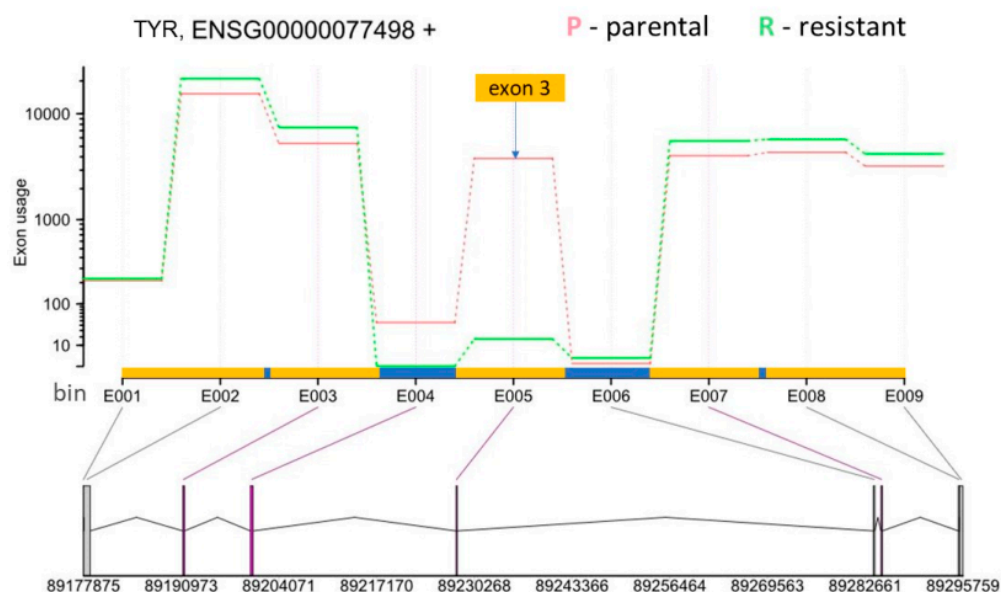 TYR, ENSG00000077498 + P - parental R - resistant
exon 3
10000
1000
100
10
Exon usage
bin E001 E002 E003 E004 E005 E006 E007 E008 E009
89177875 89190973 89204071 89217170 89230268 89243366 89256464 89269563 89282661 89295759